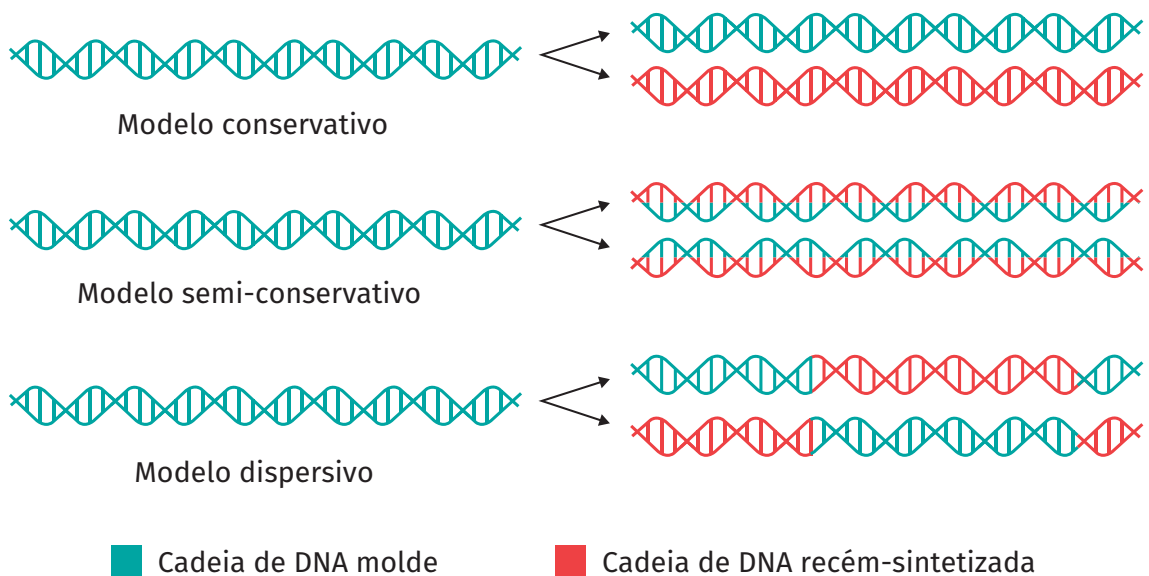 Modelo conservativo
Modelo semi-conservativo
Modelo dispersivo
Cadeia de DNA molde
Cadeia de DNA recém-sintetizada